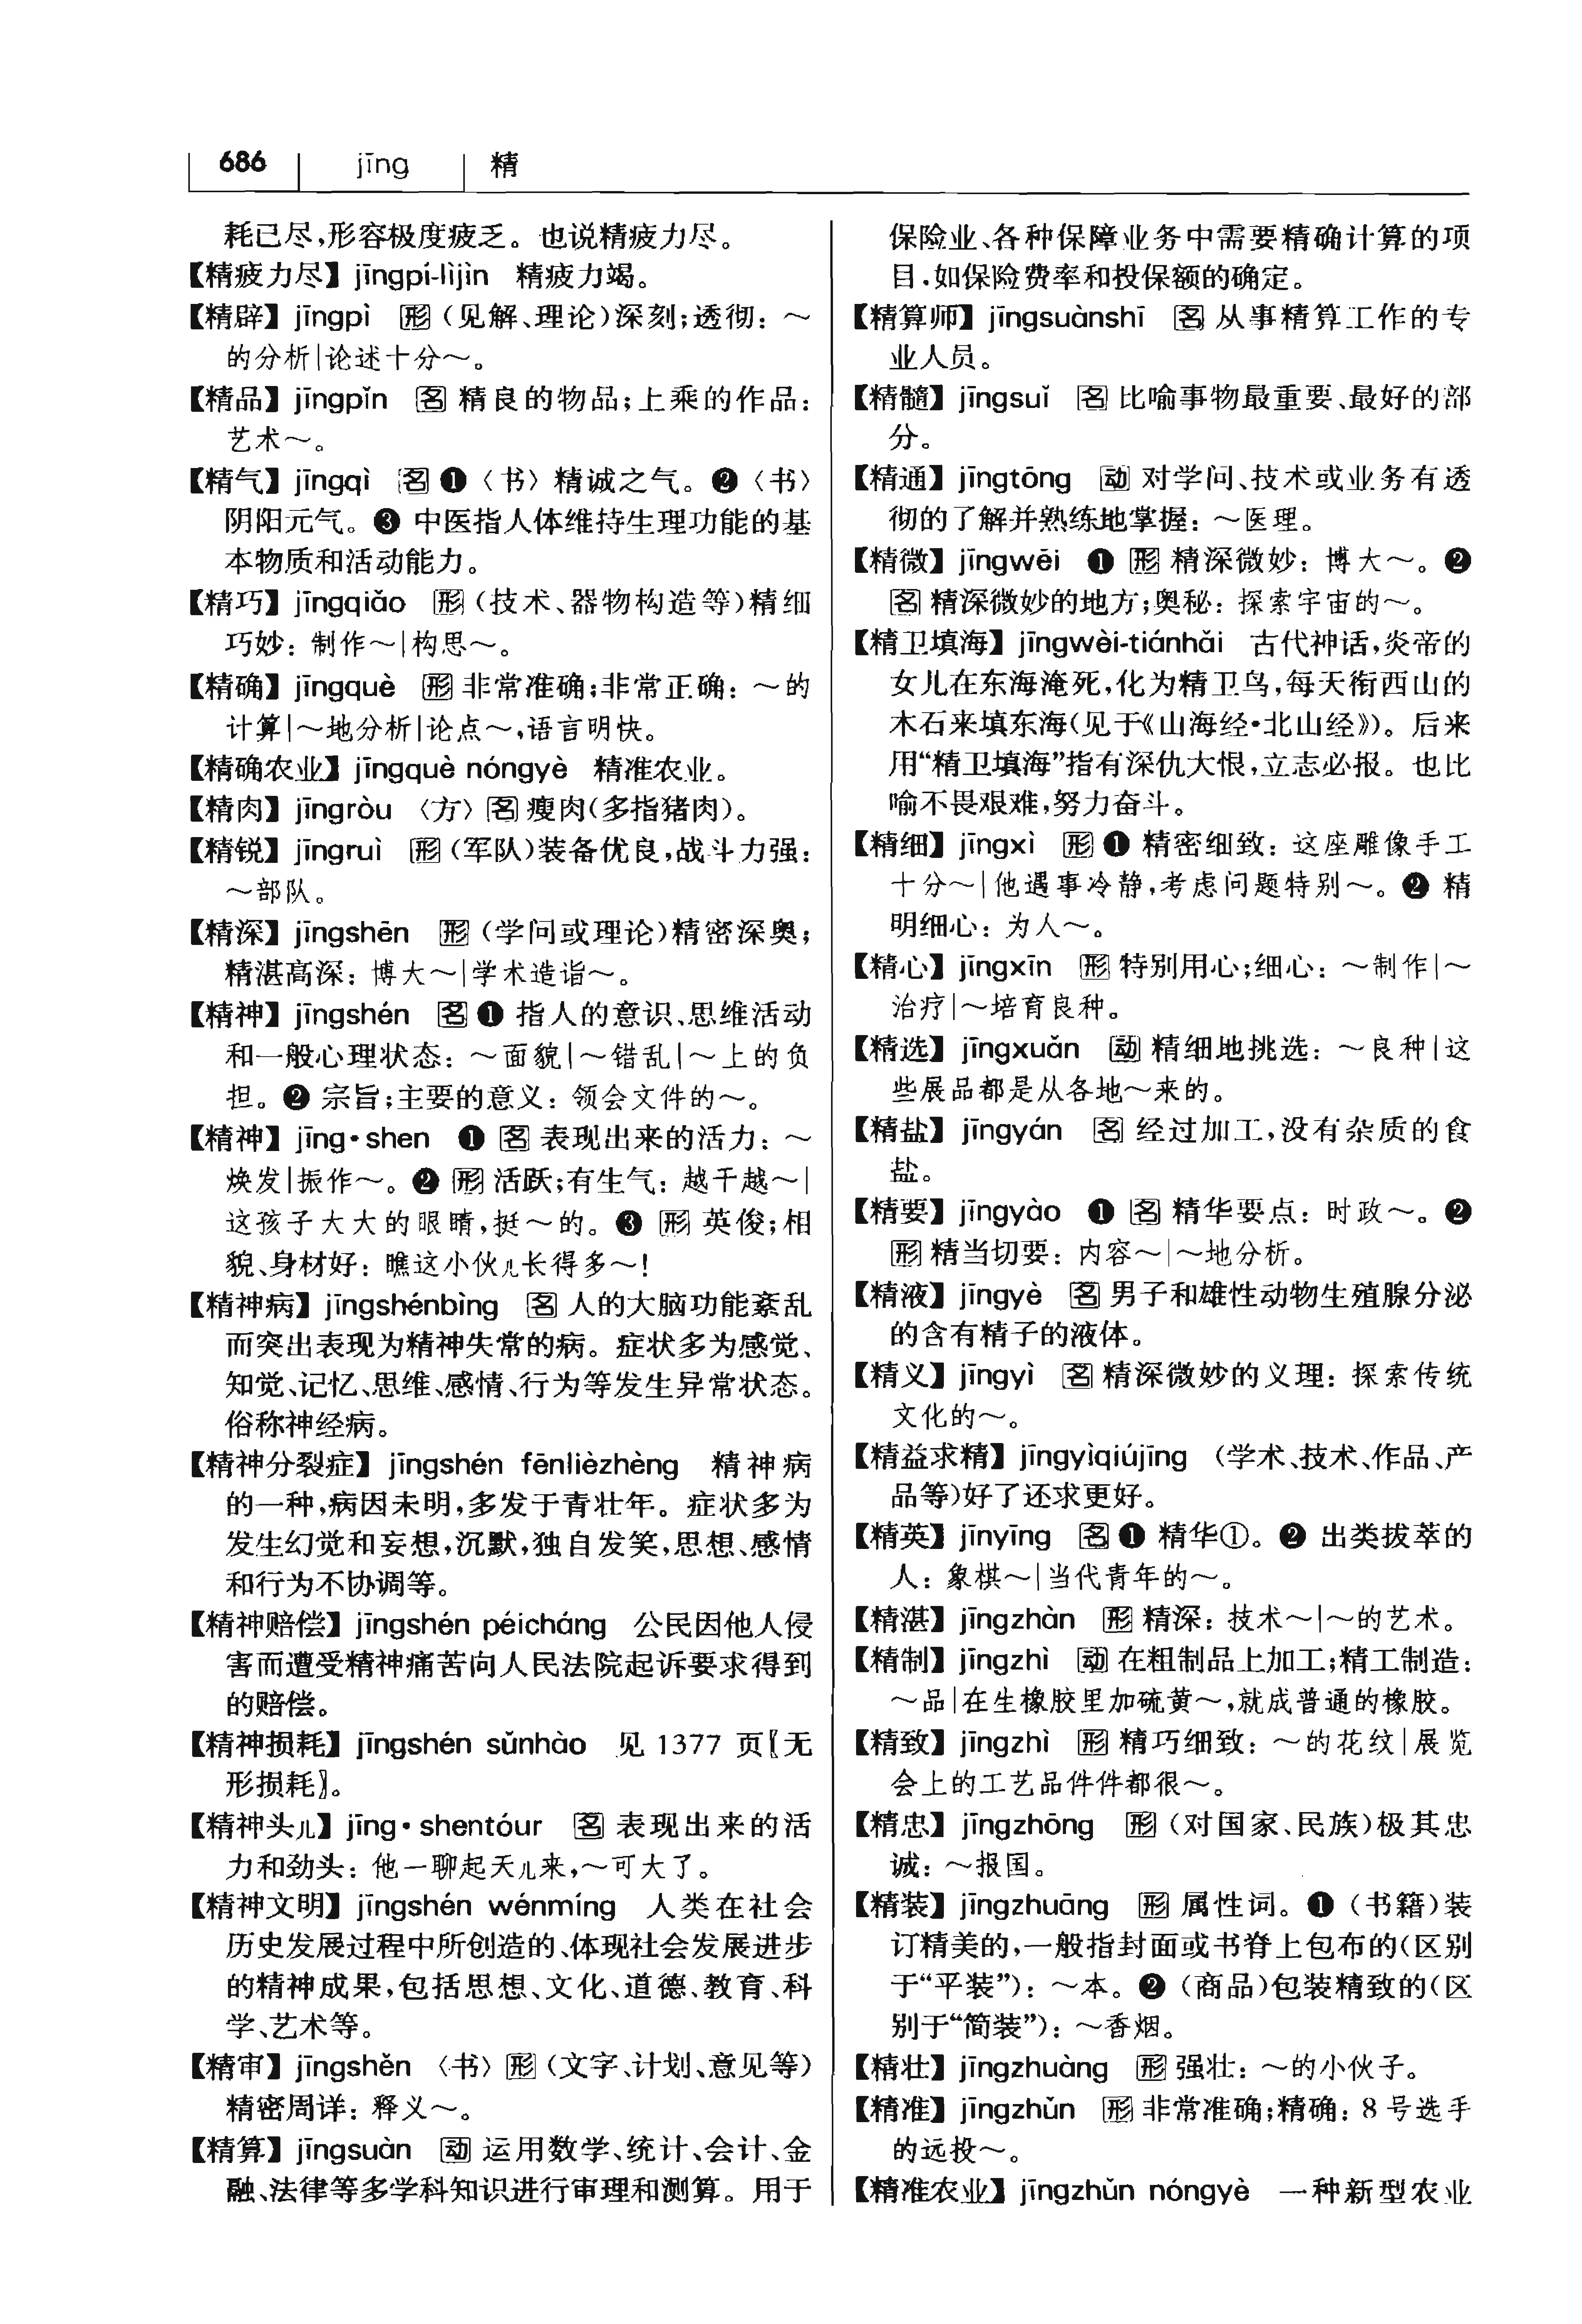 686 jīng 精
耗已尽,形容极度疲乏。也说精疲力尽。
【精疲力尽】jīngpí-lìjìn 精疲力竭。
【精辟】jīngpì 形（见解、理论）深刻;透彻：～
的分析|论述十分～。
【精品】jīngpǐn 名 精良的物品;上乘的作品：
艺术～。
【精气】jīngqì 名 ❶〈书〉精诚之气。❷〈书〉
阴阳元气。❸ 中医指人体维持生理功能的基
本物质和活动能力。
【精巧】jīngqiǎo 形（技术、器物构造等）精细
巧妙：制作～|构思～。
【精确】jīngquè 形 非常准确;非常正确：～的
计算|～地分析|论点～,语言明快。
【精确农业】jīngquè nóngyè 精准农业。
【精肉】jīngròu 〈方〉名 瘦肉(多指猪肉)。
【精锐】jīngruì 形（军队)装备优良,战斗力强：
～部队。
【精深】jīngshēn 形（学问或理论)精密深奥;
精湛高深：博大～|学术造诣～。
【精神】jīngshén 名 ❶ 指人的意识、思维活动
和一般心理状态：～面貌|～错乱|～上的负
担。❷ 宗旨;主要的意义：领会文件的～。
【精神】jīng·shen ❶ 名 表现出来的活力：～
焕发|振作～。❷ 形 活跃;有生气：越干越～|
这孩子大大的眼睛,挺～的。❸ 形 英俊;相
貌、身材好：瞧这小伙儿长得多～!
【精神病】jīngshénbìng 名 人的大脑功能紊乱
而突出表现为精神失常的病。症状多为感觉、
知觉、记忆、思维、感情、行为等发生异常状态。
俗称神经病。
【精神分裂症】jīngshén fēnlièzhèng 精神病
的一种,病因未明,多发于青壮年。症状多为
发生幻觉和妄想,沉默,独自发笑,思想、感情
和行为不协调等。
【精神赔偿】jīngshén péicháng 公民因他人侵
害而遭受精神痛苦向人民法院起诉要求得到
的赔偿。
【精神损耗】jīngshén sǔnhào 见 1377 页〖无
形损耗〗。
【精神头儿】jīng·shentóur 名 表现出来的活
力和劲头：他一聊起天儿来,～可大了。
【精神文明】jīngshén wénmíng 人类在社会
历史发展过程中所创造的、体现社会发展进步
的精神成果,包括思想、文化、道德、教育、科
学、艺术等。
【精审】jīngshěn 〈书〉形（文字、计划、意见等）
精密周详：释义～。
【精算】jīngsuàn 动 运用数学、统计、会计、金
融、法律等多学科知识进行审理和测算。用于
保险业、各种保障业务中需要精确计算的项
目,如保险费率和投保额的确定。
【精算师】jīngsuànshī 名 从事精算工作的专
业人员。
【精髓】jīngsuǐ 名 比喻事物最重要、最好的部
分。
【精通】jīngtōng 动 对学问、技术或业务有透
彻的了解并熟练地掌握：～医理。
【精微】jīngwēi ❶ 形 精深微妙：博大～。❷
名 精深微妙的地方;奥秘：探索宇宙的～。
【精卫填海】jīngwèi-tiánhǎi 古代神话,炎帝的
女儿在东海淹死,化为精卫鸟,每天衔西山的
木石来填东海(见于《山海经·北山经》)。后来
用“精卫填海”指有深仇大恨,立志必报。也比
喻不畏艰难,努力奋斗。
【精细】jīngxì 形 ❶ 精密细致：这座雕像手工
十分～|他遇事冷静,考虑问题特别～。❷ 精
明细心：为人～。
【精心】jīngxīn 形 特别用心;细心：～制作|～
治疗|～培育良种。
【精选】jīngxuǎn 动 精细地挑选：～良种|这
些展品都是从各地～来的。
【精盐】jīngyán 名 经过加工,没有杂质的食
盐。
【精要】jīngyào ❶ 名 精华要点：时政～。❷
形 精当切要：内容～|～地分析。
【精液】jīngyè 名 男子和雄性动物生殖腺分泌
的含有精子的液体。
【精义】jīngyì 名 精深微妙的义理：探索传统
文化的～。
【精益求精】jīngyìqiújīng （学术、技术、作品、产
品等)好了还求更好。
【精英】jīnyīng 名 ❶ 精华①。❷ 出类拔萃的
人：象棋～|当代青年的～。
【精湛】jīngzhàn 形 精深：技术～|～的艺术。
【精制】jīngzhì 动 在粗制品上加工;精工制造：
～品|在生橡胶里加硫黄～,就成普通的橡胶。
【精致】jīngzhì 形 精巧细致：～的花纹|展览
会上的工艺品件件都很～。
【精忠】jīngzhōng 形（对国家、民族)极其忠
诚：～报国。
【精装】jīngzhuāng 形 属性词。❶（书籍)装
订精美的,一般指封面或书脊上包布的(区别
于“平装”)：～本。❷（商品)包装精致的(区
别于“简装”)：～香烟。
【精壮】jīngzhuàng 形 强壮：～的小伙子。
【精准】jīngzhǔn 形 非常准确;精确：8 号选手
的远投～。
【精准农业】jīngzhǔn nóngyè 一种新型农业